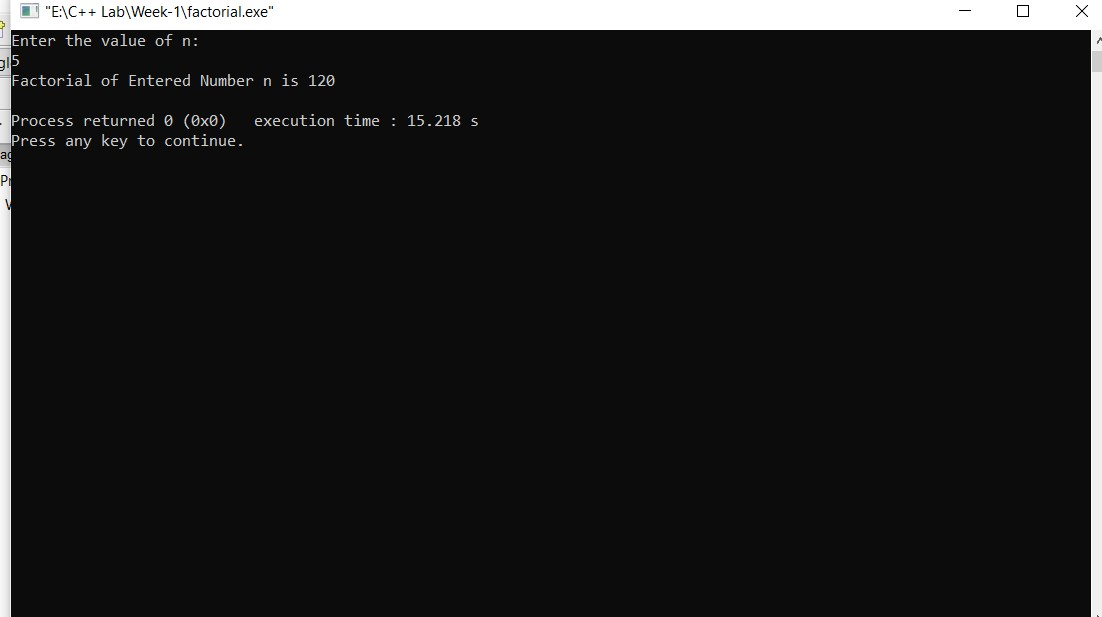 "E:\C++ Lab\Week-1\factorial.exe"
Enter the value of n:
5
Factorial of Entered Number n is 120
Process returned 0 (0x0)   execution time : 15.218 s
Press any key to continue.